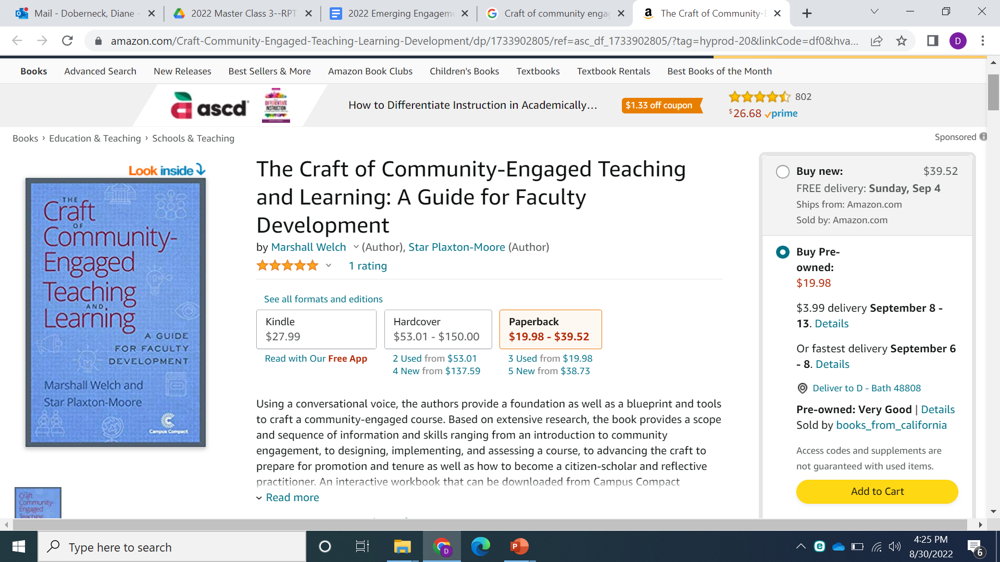 Mail - Doberneck, Diane -
2022 Master Class 3--RPT
2022 Emerging Engagem
Craft of community engag
The Craft of Community-E
amazon.com/Craft-Community-Engaged-Teaching-Learning-Development/dp/1733902805/ref=asc_df_1733902805/?tag=hyprod-20&linkCode=df0&hva...
D
Books Advanced Search New Releases Best Sellers & More Amazon Book Clubs Children's Books Textbooks Textbook Rentals Best Books of the Month
ascd
DIFFERENTIATE
INSTRUCTION
How to Differentiate Instruction in Academically...
$1.33 off coupon
802
$26.68 prime
Books › Education & Teaching › Schools & Teaching
Sponsored
Look inside
THE
Craft
OF
Community-
Engaged
Teaching
AND
Learning
A GUIDE
FOR FACULTY
DEVELOPMENT
Marshall Welch and
Star Plaxton-Moore
Campus Compact
Craft
Community-
Engaged
Teaching
The Craft of Community-Engaged Teaching
and Learning: A Guide for Faculty
Development
by Marshall Welch (Author), Star Plaxton-Moore (Author)
1 rating
See all formats and editions
Kindle
$27.99
Read with Our Free App
Hardcover
$53.01 - $150.00
2 Used from $53.01
4 New from $137.59
Paperback
$19.98 - $39.52
3 Used from $19.98
5 New from $38.73
Using a conversational voice, the authors provide a foundation as well as a blueprint and tools
to craft a community-engaged course. Based on extensive research, the book provides a scope
and sequence of information and skills ranging from an introduction to community
engagement, to designing, implementing, and assessing a course, to advancing the craft to
prepare for promotion and tenure as well as how to become a citizen-scholar and reflective
practitioner. An interactive workbook that can be downloaded from Campus Compact
Read more
Buy new: $39.52
FREE delivery: Sunday, Sep 4
Ships from: Amazon.com
Sold by: Amazon.com
Buy Pre-
owned:
$19.98
$3.99 delivery September 8 -
13. Details
Or fastest delivery September 6
- 8. Details
Deliver to D - Bath 48808
Pre-owned: Very Good | Details
Sold by books_from_california
Access codes and supplements are
not guaranteed with used items.
Add to Cart
Type here to search
D
P
e
4:25 PM
8/30/2022
6